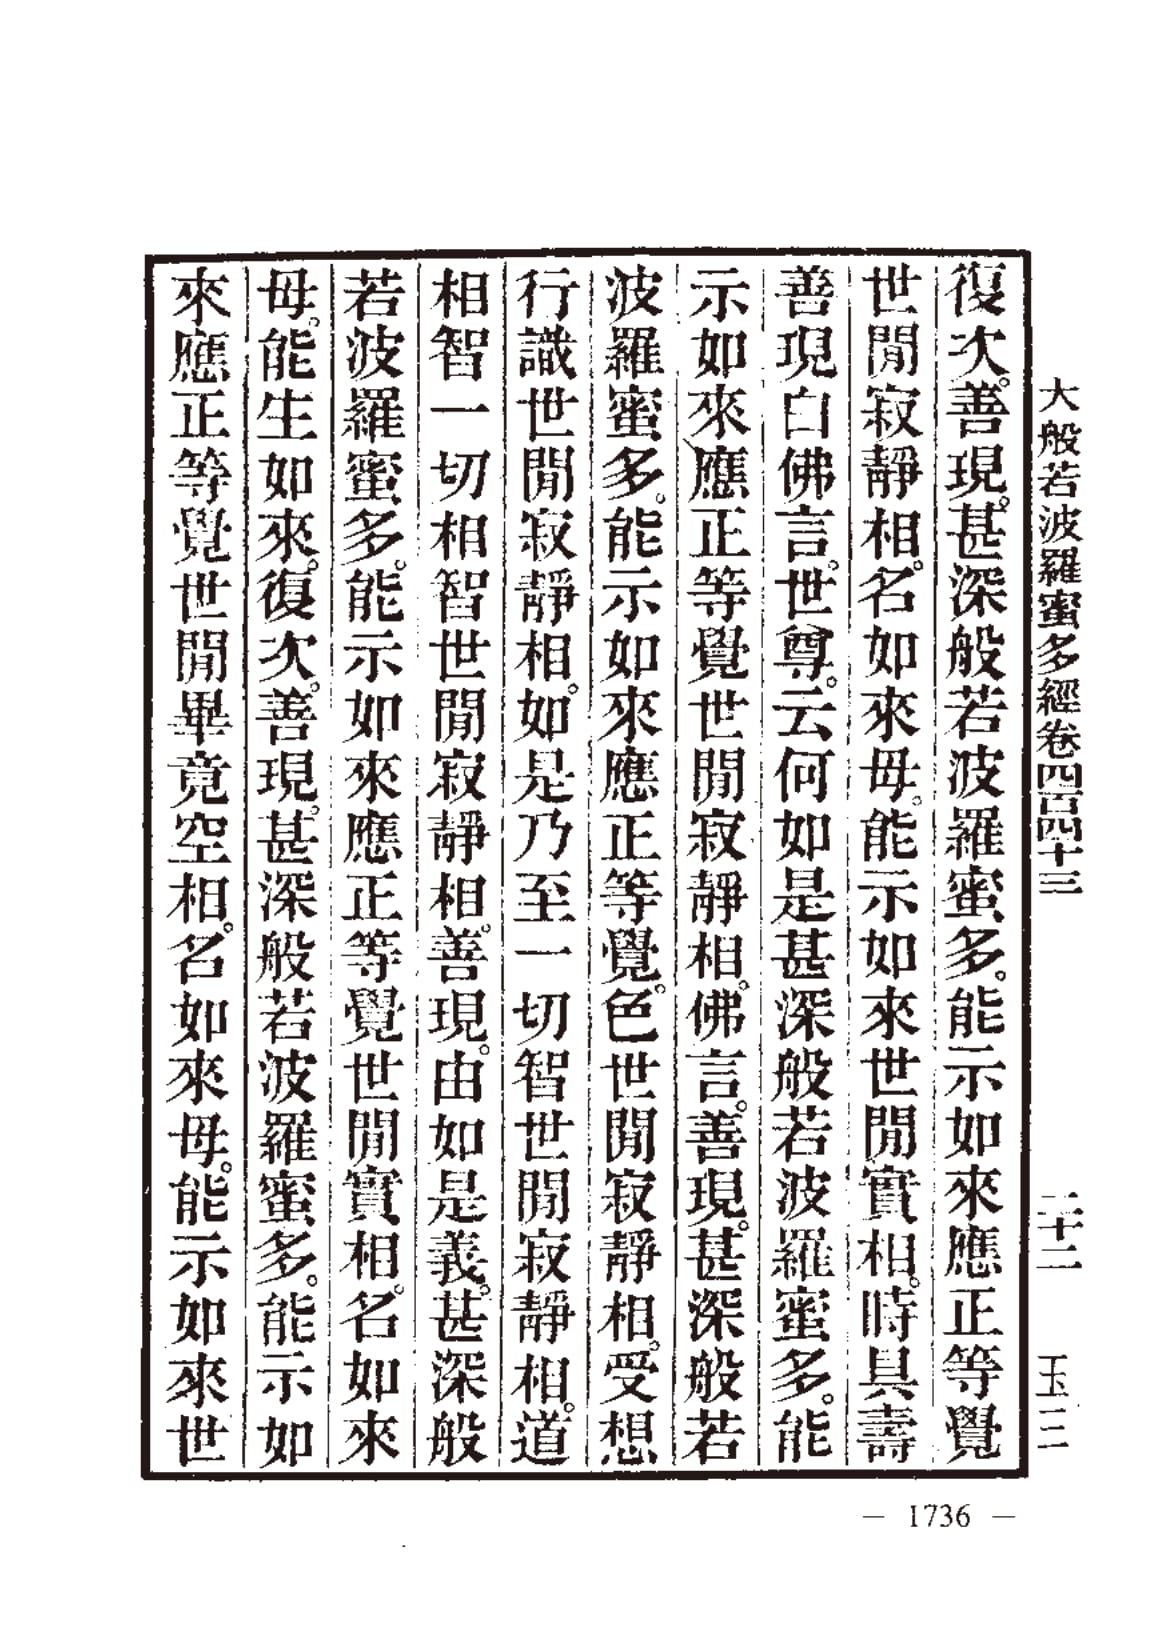 大般若波羅蜜多經卷四百四十三 二十二 玉三
復次。善現。甚深般若波羅蜜多。能示如來應正等覺
世閒寂靜相。名如來母。能示如來世閒實相。時具壽
善現白佛言。世尊。云何如是甚深般若波羅蜜多。能
示如來應正等覺世閒寂靜相。佛言。善現。甚深般若
波羅蜜多。能示如來應正等覺。色世閒寂靜相。受想
行識世閒寂靜相。如是乃至一切智世閒寂靜相。道
相智一切相智世閒寂靜相。善現。由如是義。甚深般
若波羅蜜多。能示如來應正等覺世閒實相。名如來
母。能生如來。復次。善現。甚深般若波羅蜜多。能示如
來應正等覺世閒畢竟空相。名如來母。能示如來世
— 1736 —